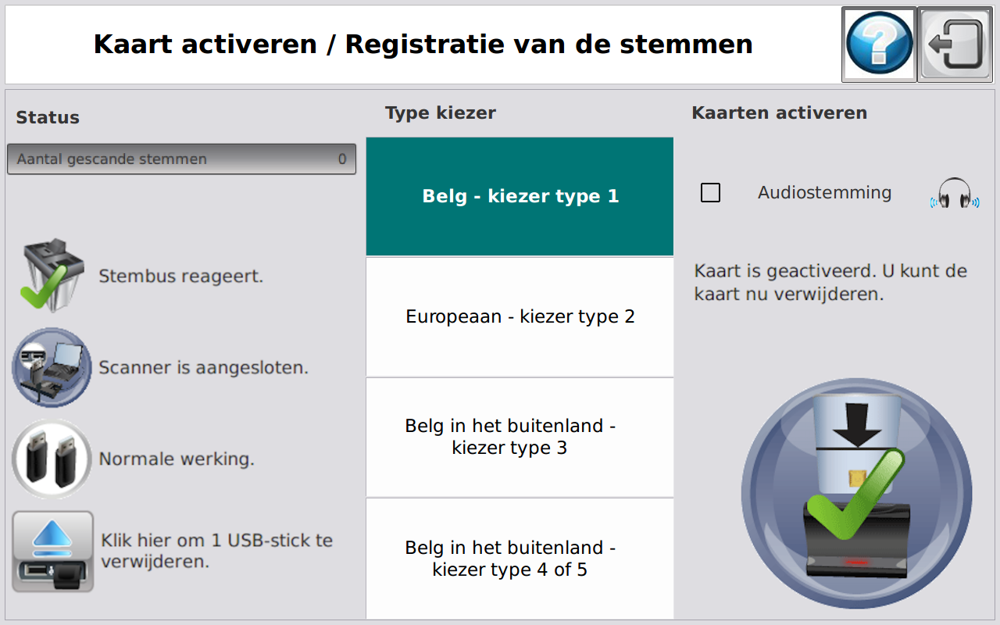 Kaart activeren / Registratie van de stemmen
Status
Aantal gescande stemmen 0
Stembus reageert.
Scanner is aangesloten.
Normale werking.
Klik hier om 1 USB-stick te
verwijderen.
Type kiezer
Belg - kiezer type 1
Europeaan - kiezer type 2
Belg in het buitenland -
kiezer type 3
Belg in het buitenland -
kiezer type 4 of 5
Kaarten activeren
Audiostemming
Kaart is geactiveerd. U kunt de
kaart nu verwijderen.